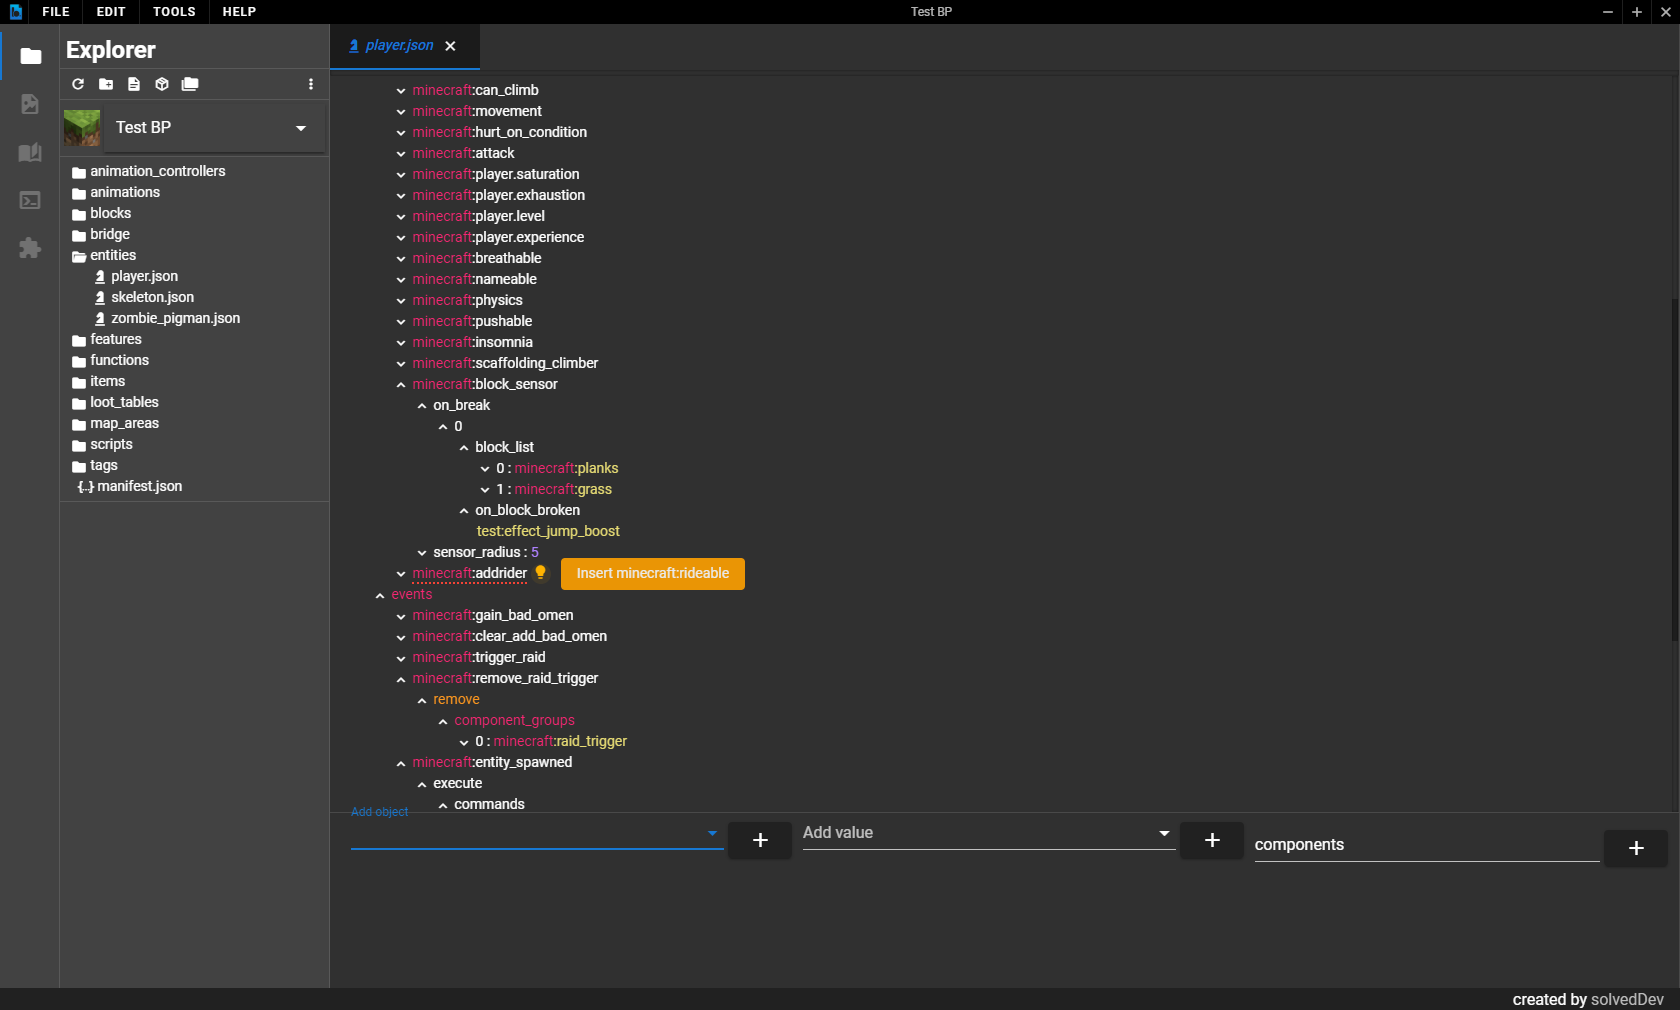 FILE EDIT TOOLS HELP
Test BP
Explorer
Test BP
animation_controllers
animations
blocks
bridge
entities
player.json
skeleton.json
zombie_pigman.json
features
functions
items
loot_tables
map_areas
scripts
tags
{..} manifest.json
player.json
minecraft:can_climb
minecraft:movement
minecraft:hurt_on_condition
minecraft:attack
minecraft:player.saturation
minecraft:player.exhaustion
minecraft:player.level
minecraft:player.experience
minecraft:breathable
minecraft:nameable
minecraft:physics
minecraft:pushable
minecraft:insomnia
minecraft:scaffolding_climber
minecraft:block_sensor
on_break
0
block_list
0 : minecraft:planks
1 : minecraft:grass
on_block_broken
test:effect_jump_boost
sensor_radius : 5
minecraft:addrider Insert minecraft:rideable
events
minecraft:gain_bad_omen
minecraft:clear_add_bad_omen
minecraft:trigger_raid
minecraft:remove_raid_trigger
remove
component_groups
0 : minecraft:raid_trigger
minecraft:entity_spawned
execute
commands
Add object
Add value
components
created by solvedDev